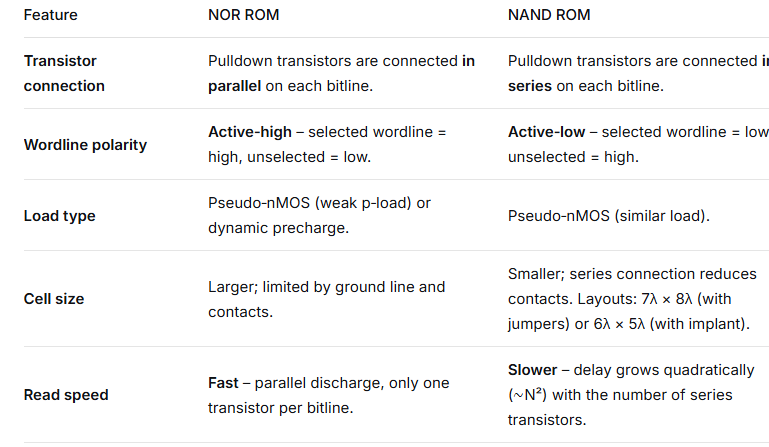 Feature NOR ROM NAND ROM
Transistor connection Pulldown transistors are connected in parallel on each bitline. Pulldown transistors are connected series on each bitline.
Wordline polarity Active-high – selected wordline = high, unselected = low. Active-low – selected wordline = low unselected = high.
Load type Pseudo-nMOS (weak p-load) or dynamic precharge. Pseudo-nMOS (similar load).
Cell size Larger; limited by ground line and contacts. Smaller; series connection reduces contacts. Layouts: 7λ × 8λ (with jumpers) or 6λ × 5λ (with implant).
Read speed Fast – parallel discharge, only one transistor per bitline. Slower – delay grows quadratically (~N²) with the number of series transistors.